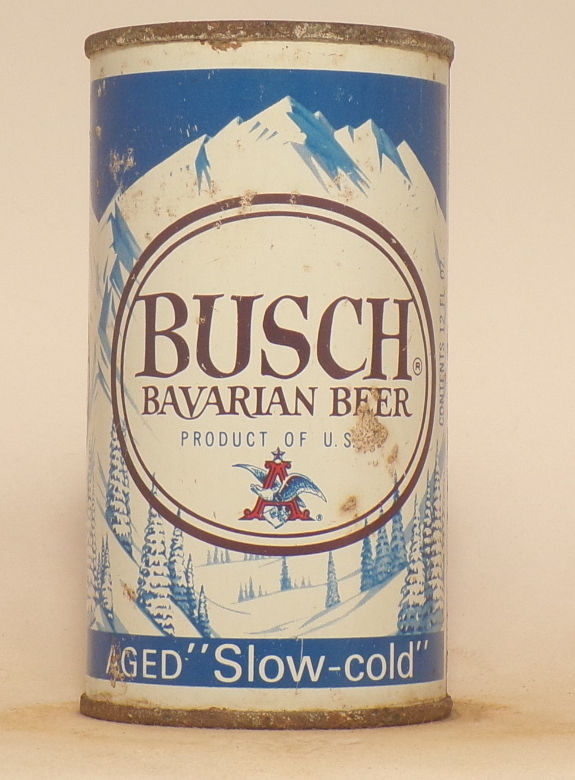 BUSCH®
BAVARIAN BEER
PRODUCT OF U.S.
A®
AGED "Slow-cold"
CONTENTS 12 FL. OZ.